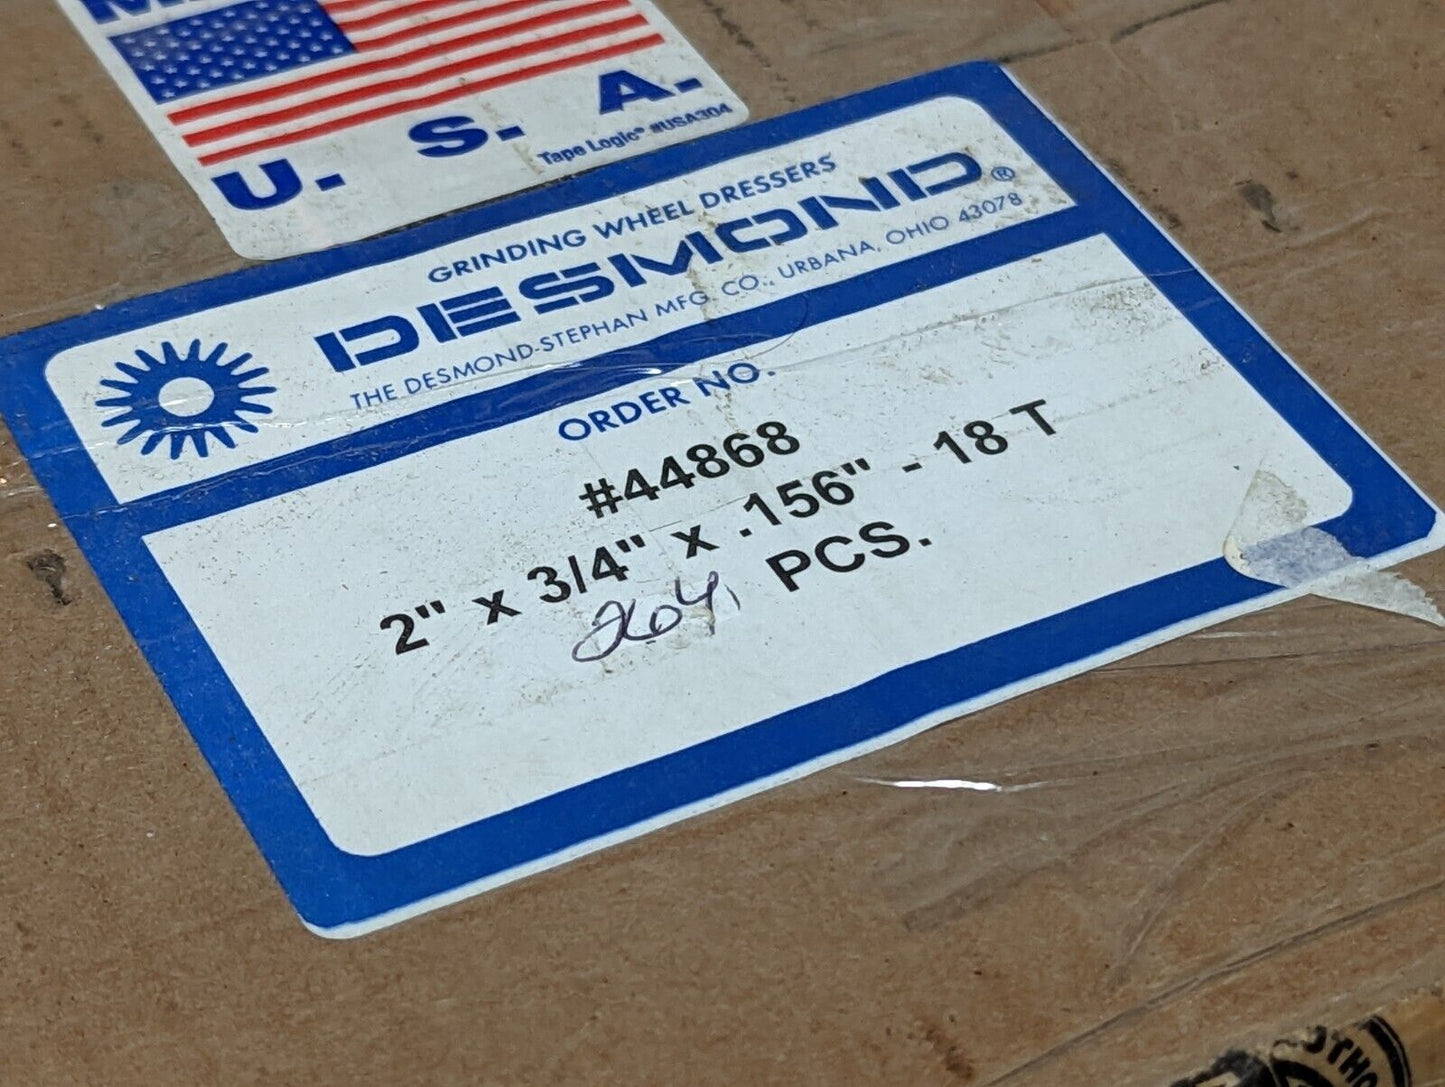 U. S. A.
Tape Logic® #USA304
GRINDING WHEEL DRESSERS
DESMOND®
THE DESMOND-STEPHAN MFG. CO., URBANA, OHIO 43078
ORDER NO.
#44868
2" x 3/4" x .156" - 18 T
264 PCS.